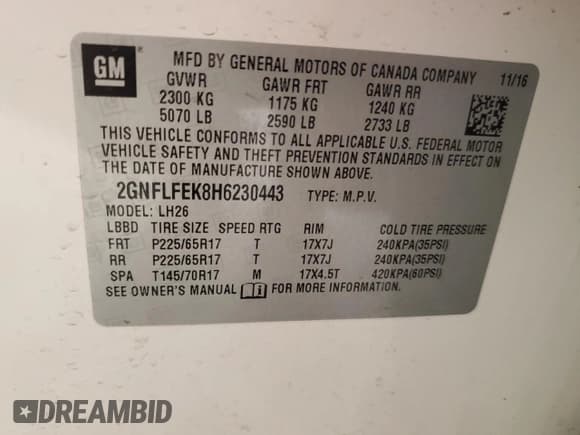 GM
MFD BY GENERAL MOTORS OF CANADA COMPANY 11/16
GVWR GAWR FRT GAWR RR
2300 KG 1175 KG 1240 KG
5070 LB 2590 LB 2733 LB
THIS VEHICLE CONFORMS TO ALL APPLICABLE U.S. FEDERAL MOTOR
VEHICLE SAFETY AND THEFT PREVENTION STANDARDS IN EFFECT ON
THE DATE OF MANUFACTURE SHOWN ABOVE.
2GNFLFEK8H6230443 TYPE: M.P.V.
MODEL: LH26
LBBD TIRE SIZE SPEED RTG RIM COLD TIRE PRESSURE
FRT P225/65R17 T 17X7J 240KPA(35PSI)
RR P225/65R17 T 17X7J 240KPA(35PSI)
SPA T145/70R17 M 17X4.5T 420KPA(60PSI)
SEE OWNER'S MANUAL FOR MORE INFORMATION.
DREAMBID